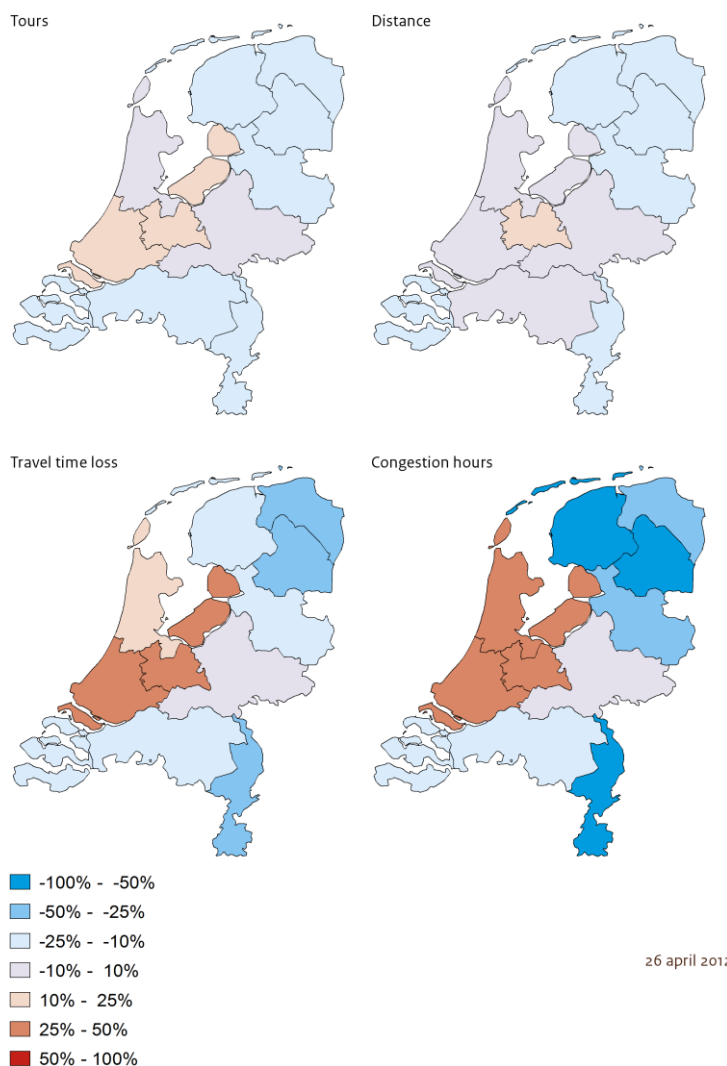 Tours
Distance
Travel time loss
Congestion hours
-100% - -50%
-50% - -25%
-25% - -10%
-10% - 10%
10% - 25%
25% - 50%
50% - 100%
26 april 2012